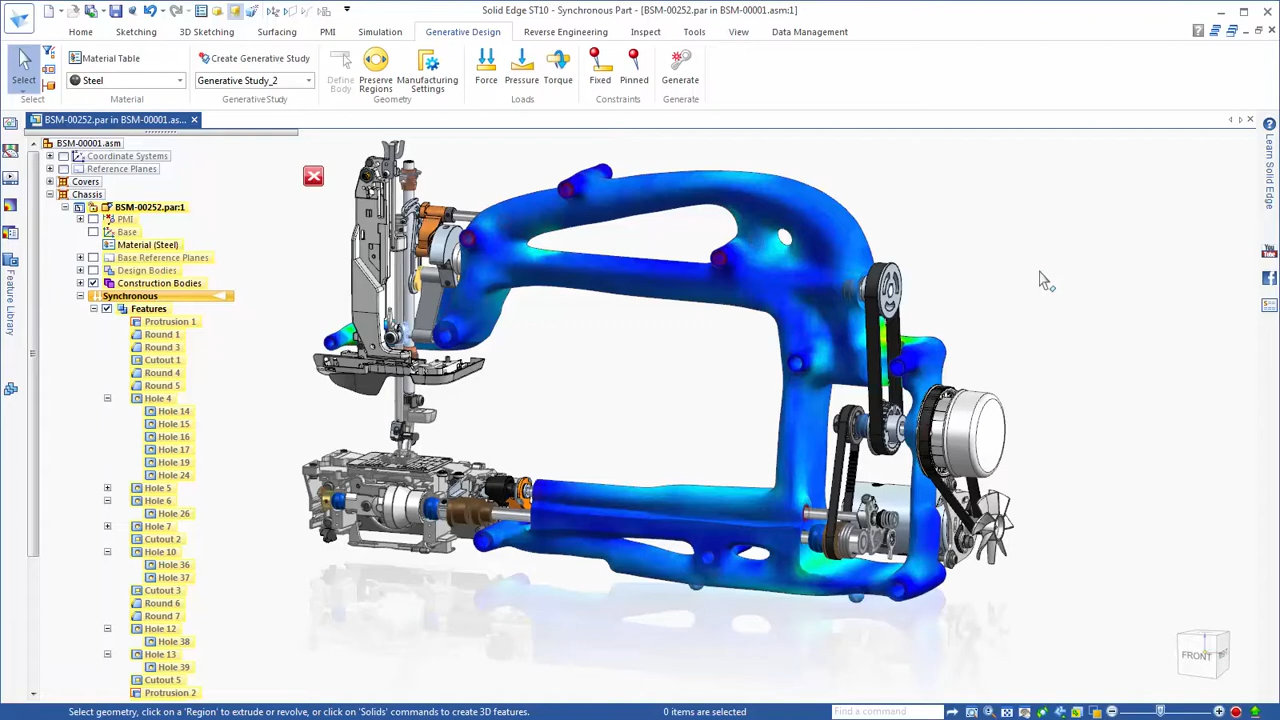 Solid Edge ST10 - Synchronous Part - [BSM-00252.par in BSM-00001.asm:1]
Home Sketching 3D Sketching Surfacing PMI Simulation Generative Design Reverse Engineering Inspect Tools View Data Management
Select
Select
Material Table
Steel
Material
Create Generative Study
Generative Study_2
Generative Study
Define Body
Preserve Regions
Manufacturing Settings
Geometry
Force
Pressure
Torque
Loads
Fixed
Pinned
Constraints
Generate
Generate
BSM-00252.par in BSM-00001.as...
BSM-00001.asm
Coordinate Systems
Reference Planes
Covers
Chassis
BSM-00252.par:1
PMI
Base
Material (Steel)
Base Reference Planes
Design Bodies
Construction Bodies
Synchronous
Features
Protrusion 1
Round 1
Round 3
Cutout 1
Round 4
Round 5
Hole 4
Hole 14
Hole 15
Hole 16
Hole 17
Hole 19
Hole 24
Hole 5
Hole 6
Hole 26
Hole 7
Cutout 2
Hole 10
Hole 36
Hole 37
Cutout 3
Round 6
Round 7
Hole 12
Hole 38
Hole 13
Hole 39
Cutout 5
Protrusion 2
Feature Library
Learn Solid Edge
You
Tube
FRONT
Select geometry, click on a 'Region' to extrude or revolve, or click on 'Solids' commands to create 3D features.
0 items are selected
Find a command